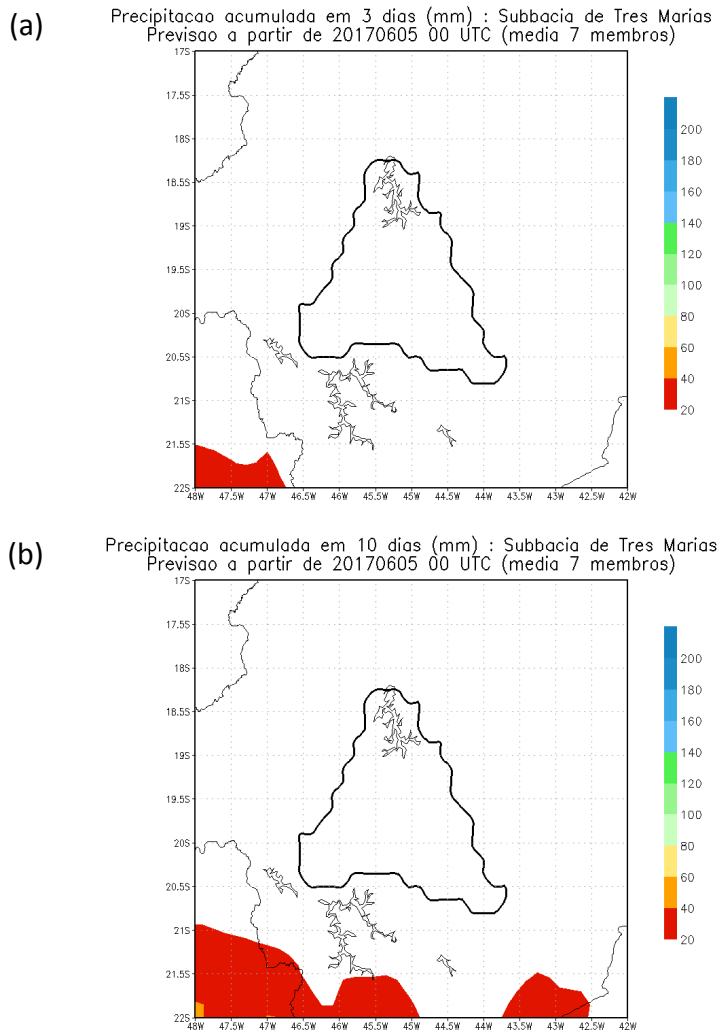 (a)
Precipitacao acumulada em 3 dias (mm) : Subbacia de Tres Marias
Previsao a partir de 20170605 00 UTC (media 7 membros)
17S
17.5S
18S
18.5S
19S
19.5S
20S
20.5S
21S
21.5S
22S
48W 47.5W 47W 46.5W 46W 45.5W 45W 44.5W 44W 43.5W 43W 42.5W 42W
200
180
160
140
120
100
80
60
40
20
(b)
Precipitacao acumulada em 10 dias (mm) : Subbacia de Tres Marias
Previsao a partir de 20170605 00 UTC (media 7 membros)
17S
17.5S
18S
18.5S
19S
19.5S
20S
20.5S
21S
21.5S
22S
48W 47.5W 47W 46.5W 46W 45.5W 45W 44.5W 44W 43.5W 43W 42.5W 42W
200
180
160
140
120
100
80
60
40
20